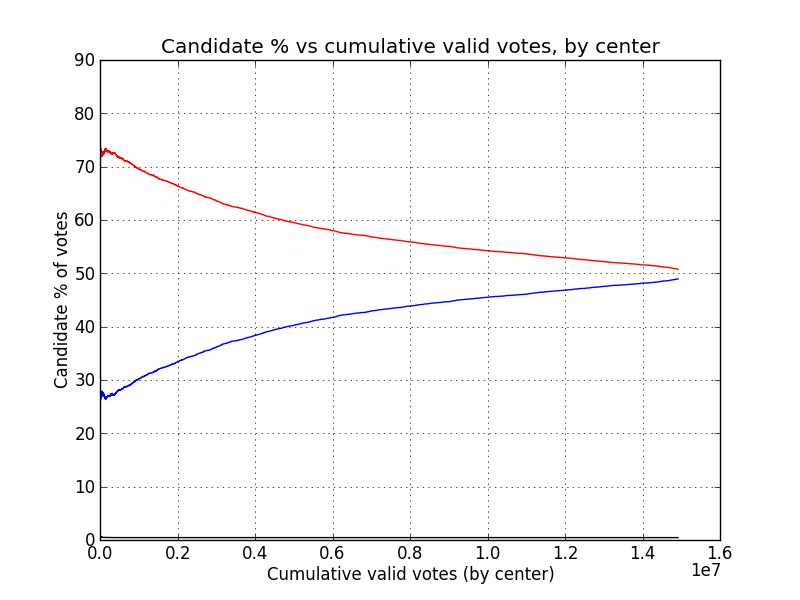 Candidate % vs cumulative valid votes, by center
90
80
70
60
50
40
30
20
10
0
Candidate % of votes
0.0 0.2 0.4 0.6 0.8 1.0 1.2 1.4 1.6
1e7
Cumulative valid votes (by center)